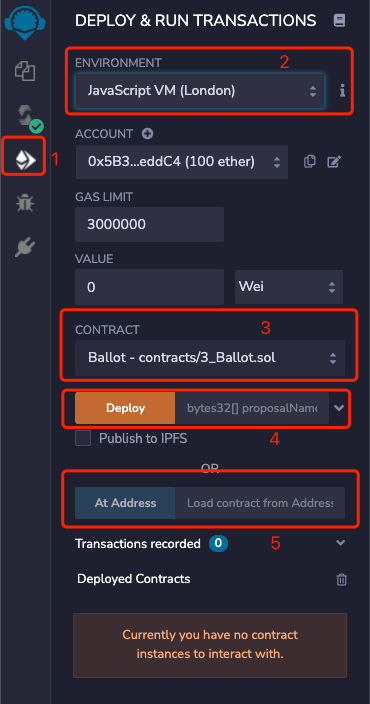 DEPLOY & RUN TRANSACTIONS
ENVIRONMENT
2
JavaScript VM (London)
1
ACCOUNT
0x5B3...eddC4 (100 ether)
GAS LIMIT
3000000
VALUE
0
Wei
CONTRACT
3
Ballot - contracts/3_Ballot.sol
Deploy
bytes32[] proposalName
Publish to IPFS
4
OR
At Address
Load contract from Address
Transactions recorded 0
5
Deployed Contracts
Currently you have no contract
instances to interact with.